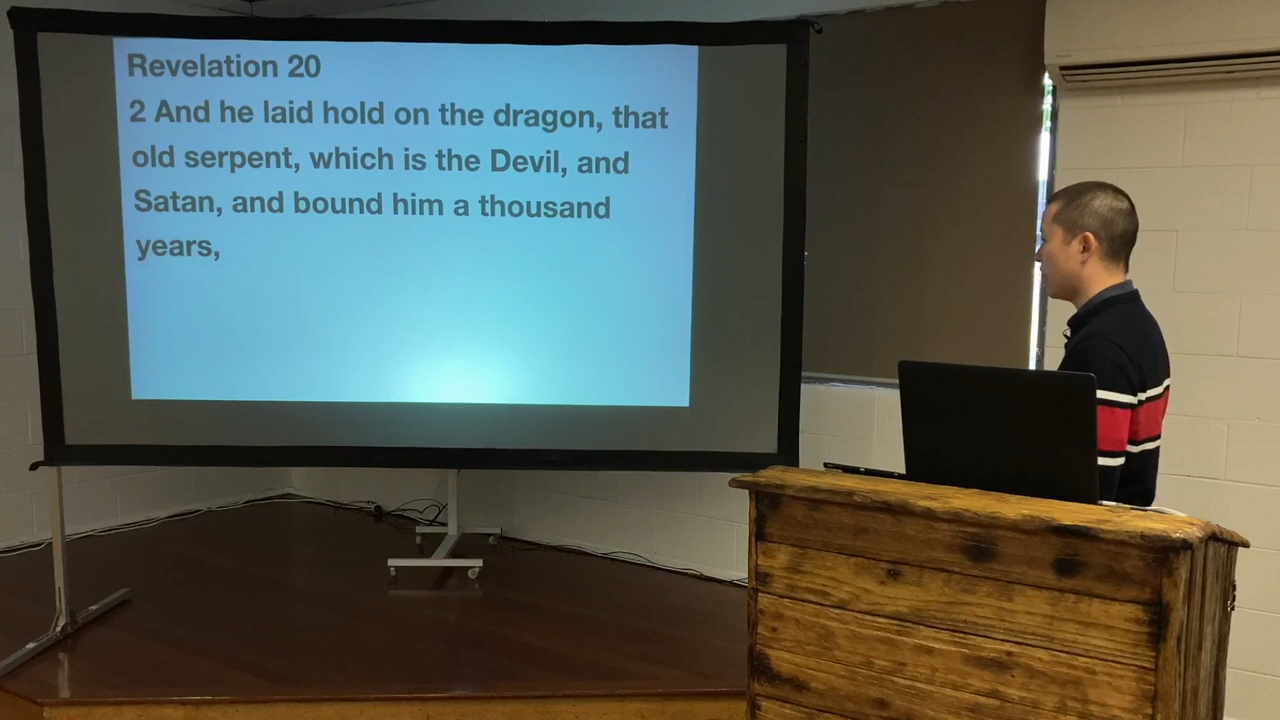 Revelation 20
2 And he laid hold on the dragon, that
old serpent, which is the Devil, and
Satan, and bound him a thousand
years,